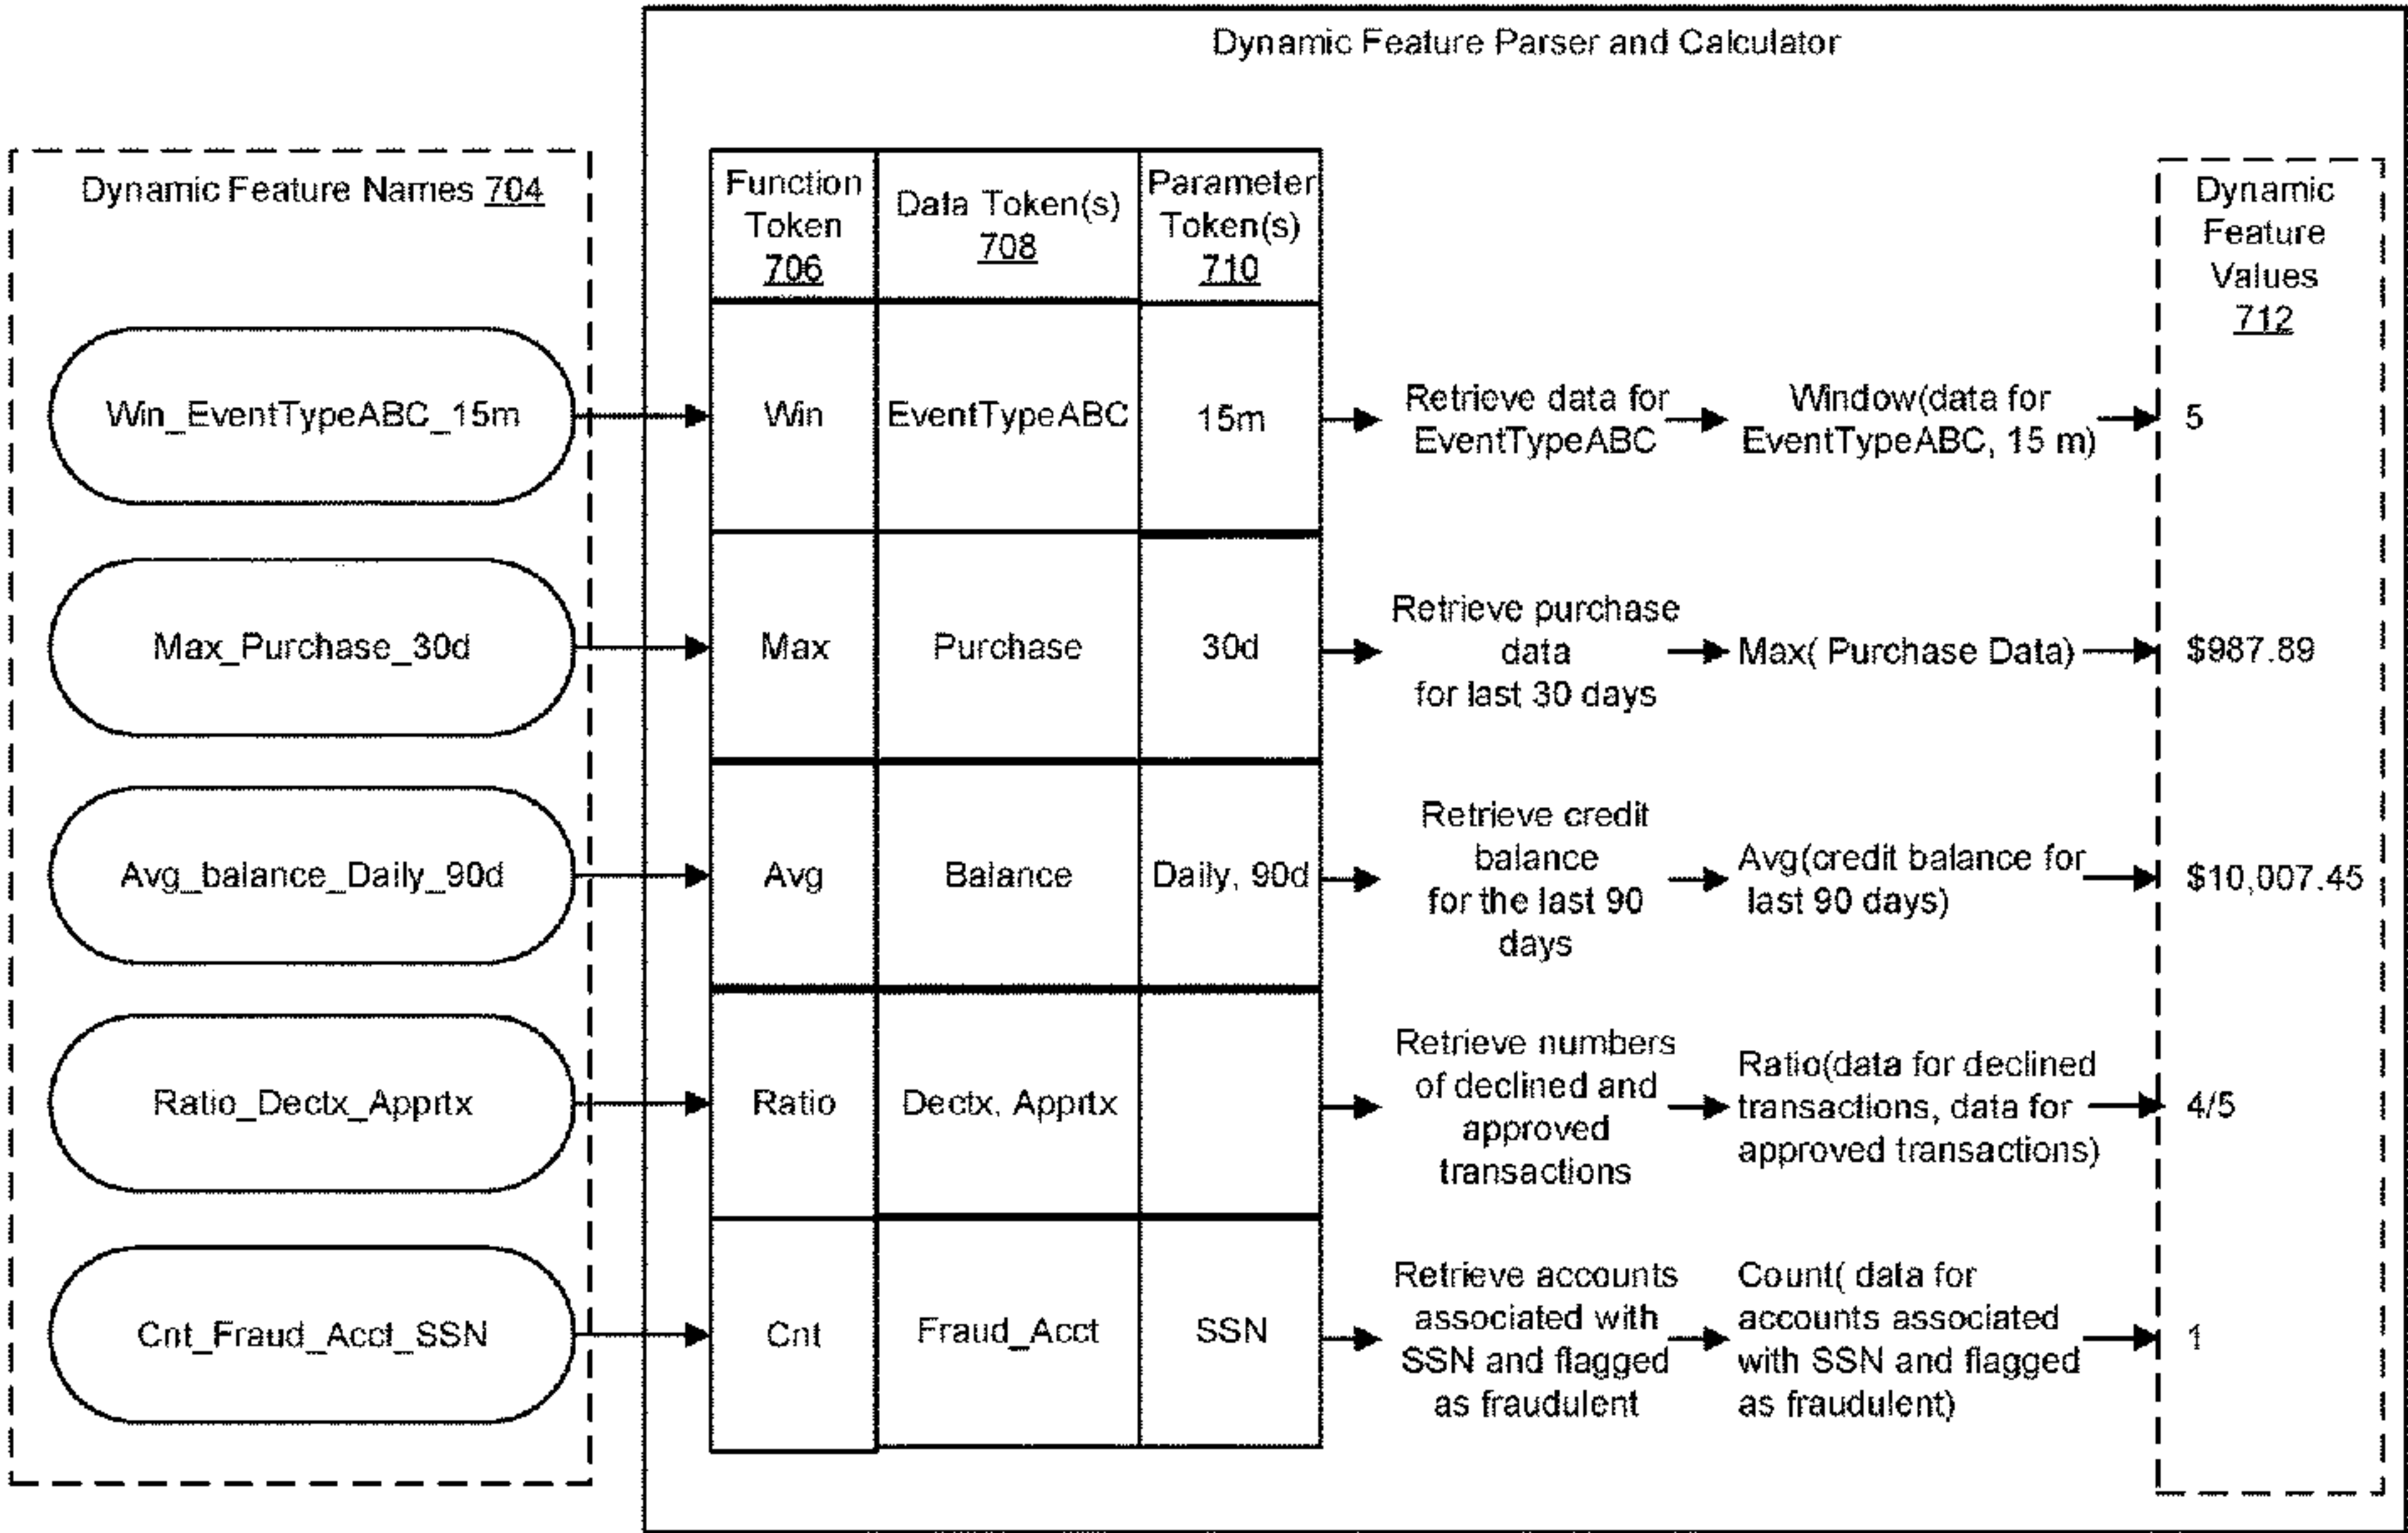 Dynamic Feature Parser and Calculator
Dynamic Feature Names 704
Function
Token
706
Data Token(s)
708
Parameter
Token(s)
710
Dynamic
Feature
Values
712
Win_EventTypeABC_15m
Win
EventTypeABC
15m
Retrieve data for
EventTypeABC
Window(data for
EventTypeABC, 15 m)
5
Max_Purchase_30d
Max
Purchase
30d
Retrieve purchase
data
for last 30 days
Max( Purchase Data)
$987.89
Avg_balance_Daily_90d
Avg
Balance
Daily, 90d
Retrieve credit
balance
for the last 90
days
Avg(credit balance for
last 90 days)
$10,007.45
Ratio_Dectx_Apprtx
Ratio
Dectx, Apprtx
Retrieve numbers
of declined and
approved
transactions
Ratio(data for declined
transactions, data for
approved transactions)
4/5
Cnt_Fraud_Acct_SSN
Cnt
Fraud_Acct
SSN
Retrieve accounts
associated with
SSN and flagged
as fraudulent
Count( data for
accounts associated
with SSN and flagged
as fraudulent)
1